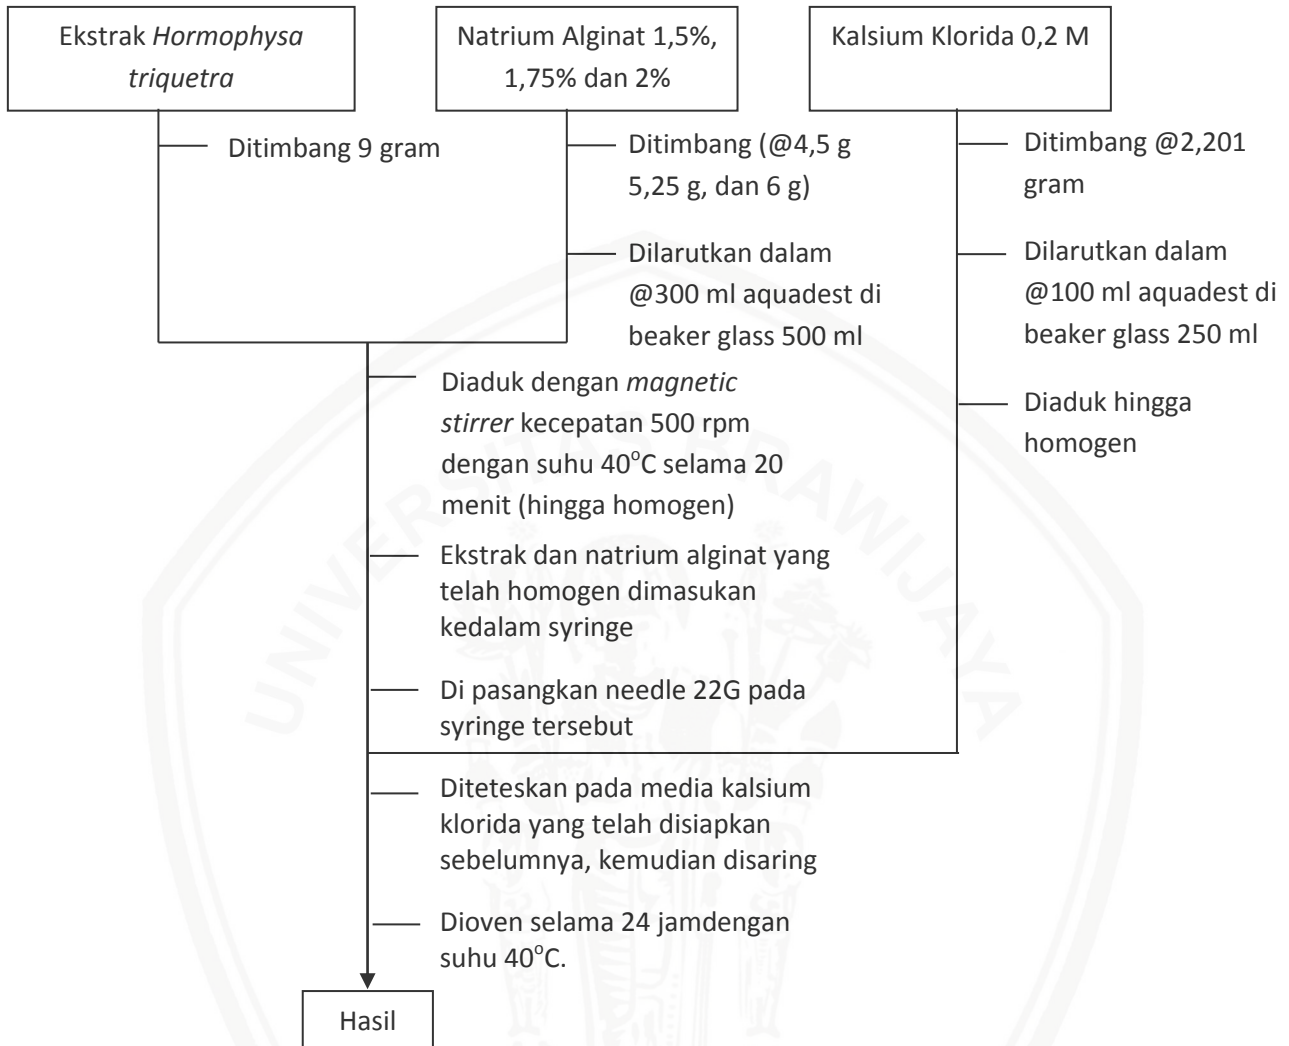 Ekstrak Hormophysa
triquetra
Natrium Alginat 1,5%,
1,75% dan 2%
Kalsium Klorida 0,2 M
Ditimbang 9 gram
Ditimbang (@4,5 g
5,25 g, dan 6 g)
Ditimbang @2,201
gram
Dilarutkan dalam
@300 ml aquadest di
beaker glass 500 ml
Dilarutkan dalam
@100 ml aquadest di
beaker glass 250 ml
Diaduk dengan magnetic
stirrer kecepatan 500 rpm
dengan suhu 40°C selama 20
menit (hingga homogen)
Diaduk hingga
homogen
Ekstrak dan natrium alginat yang
telah homogen dimasukan
kedalam syringe
Di pasangkan needle 22G pada
syringe tersebut
Diteteskan pada media kalsium
klorida yang telah disiapkan
sebelumnya, kemudian disaring
Dioven selama 24 jamdengan
suhu 40°C.
Hasil
UNIVERSITAS BRAWIJAYA